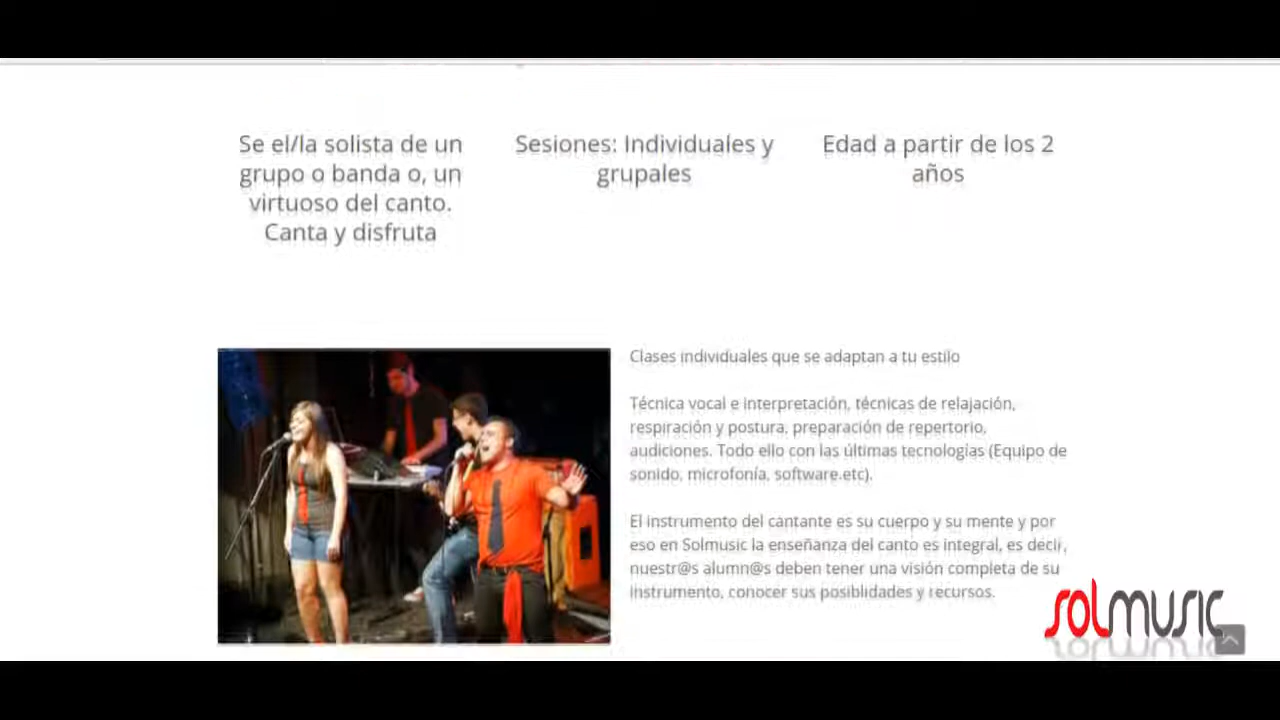 Se el/la solista de un
grupo o banda o, un
virtuoso del canto.
Canta y disfruta
Sesiones: Individuales y
grupales
Edad a partir de los 2
años
Clases individuales que se adaptan a tu estilo
Técnica vocal e interpretación, técnicas de relajación,
respiración y postura, preparación de repertorio,
audiciones. Todo ello con las últimas tecnologías (Equipo de
sonido, microfonía, software.etc).
El instrumento del cantante es su cuerpo y su mente y por
eso en Solmusic la enseñanza del canto es integral, es decir,
nuestr@s alumn@s deben tener una visión completa de su
instrumento, conocer sus posiblidades y recursos.
SOLMUSIC